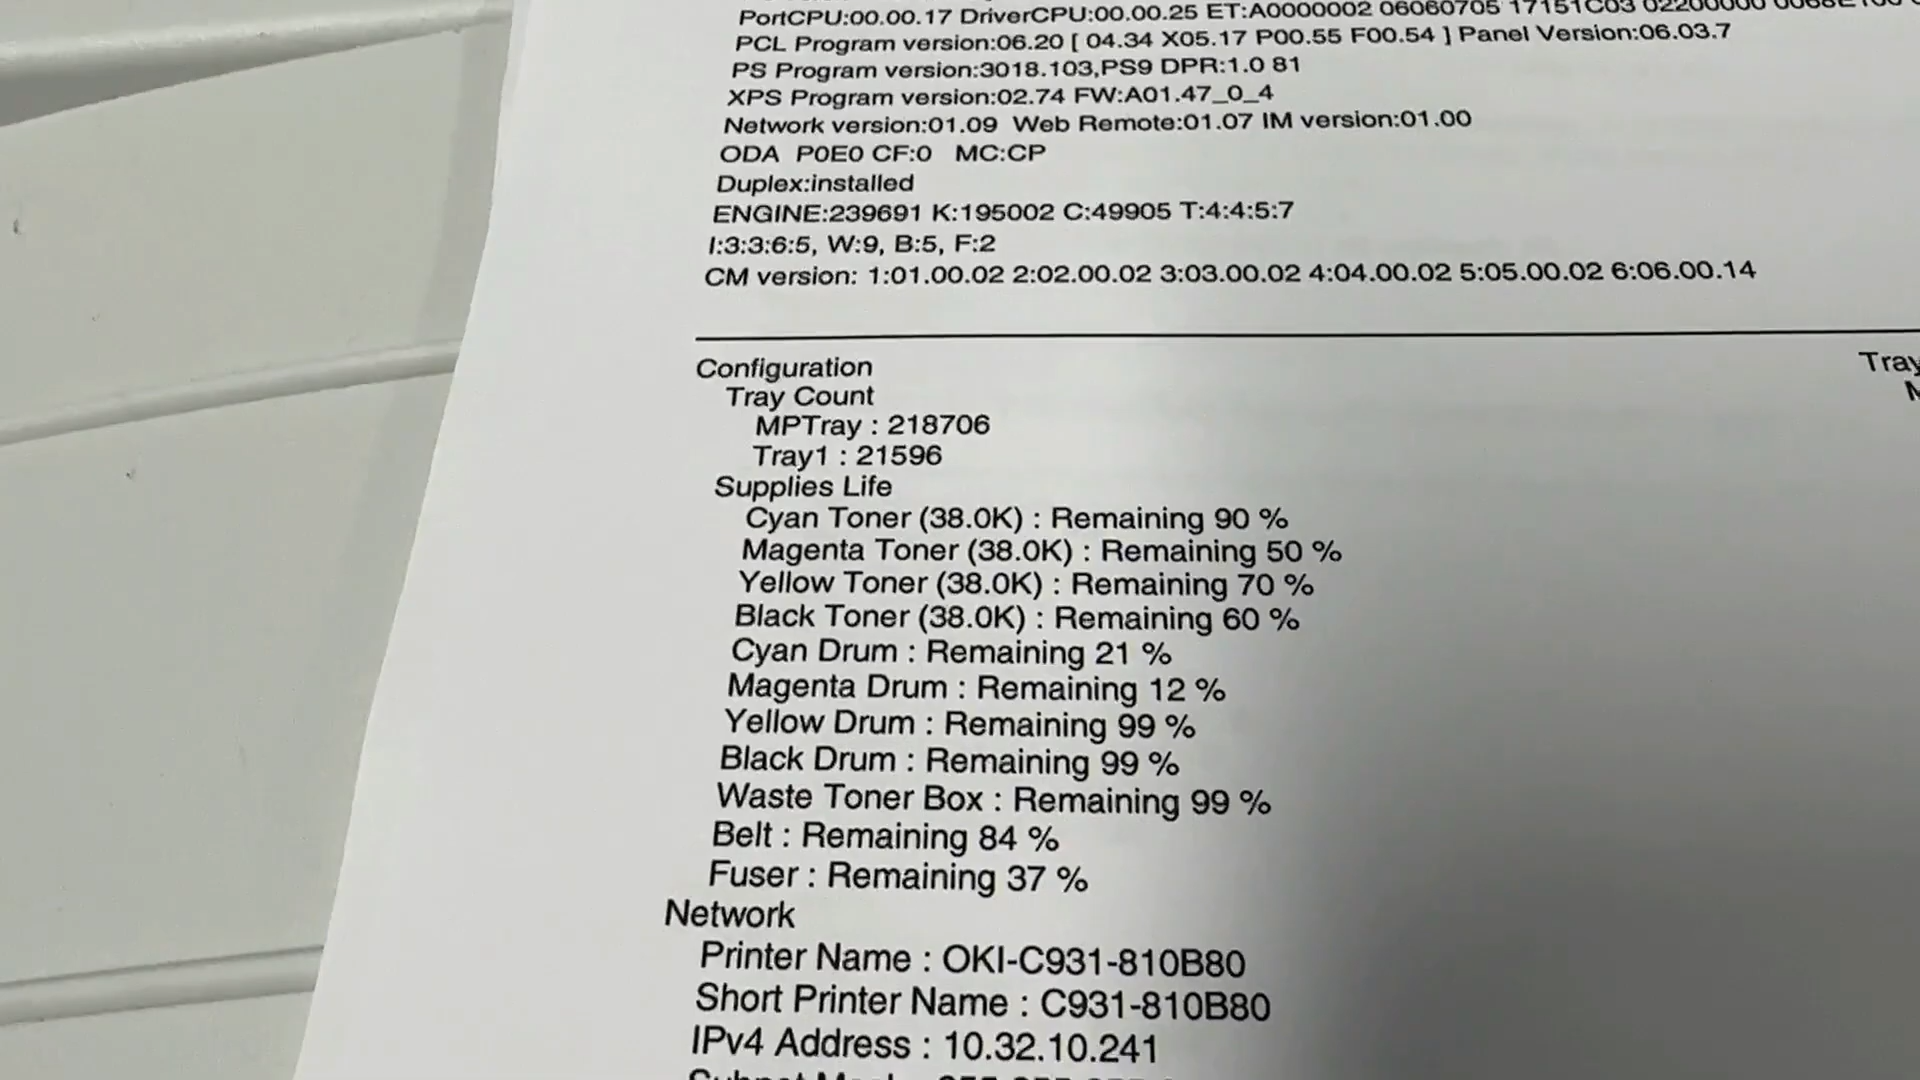 PortCPU:00.00.17 DriverCPU:00.00.25 ET:A0000002 06060705 17151C03 02200000
PCL Program version:06.20 [ 04.34 X05.17 P00.55 F00.54 ] Panel Version:06.03.7
PS Program version:3018.103,PS9 DPR:1.0 81
XPS Program version:02.74 FW:A01.47_0_4
Network version:01.09 Web Remote:01.07 IM version:01.00
ODA P0E0 CF:0 MC:CP
Duplex:installed
ENGINE:239691 K:195002 C:49905 T:4:4:5:7
I:3:3:6:5, W:9, B:5, F:2
CM version: 1:01.00.02 2:02.00.02 3:03.00.02 4:04.00.02 5:05.00.02 6:06.00.14
Configuration
Tray
Tray Count
MPTray : 218706
Tray1 : 21596
Supplies Life
Cyan Toner (38.0K) : Remaining 90 %
Magenta Toner (38.0K) : Remaining 50 %
Yellow Toner (38.0K) : Remaining 70 %
Black Toner (38.0K) : Remaining 60 %
Cyan Drum : Remaining 21 %
Magenta Drum : Remaining 12 %
Yellow Drum : Remaining 99 %
Black Drum : Remaining 99 %
Waste Toner Box : Remaining 99 %
Belt : Remaining 84 %
Fuser : Remaining 37 %
Network
Printer Name : OKI-C931-810B80
Short Printer Name : C931-810B80
IPv4 Address : 10.32.10.241